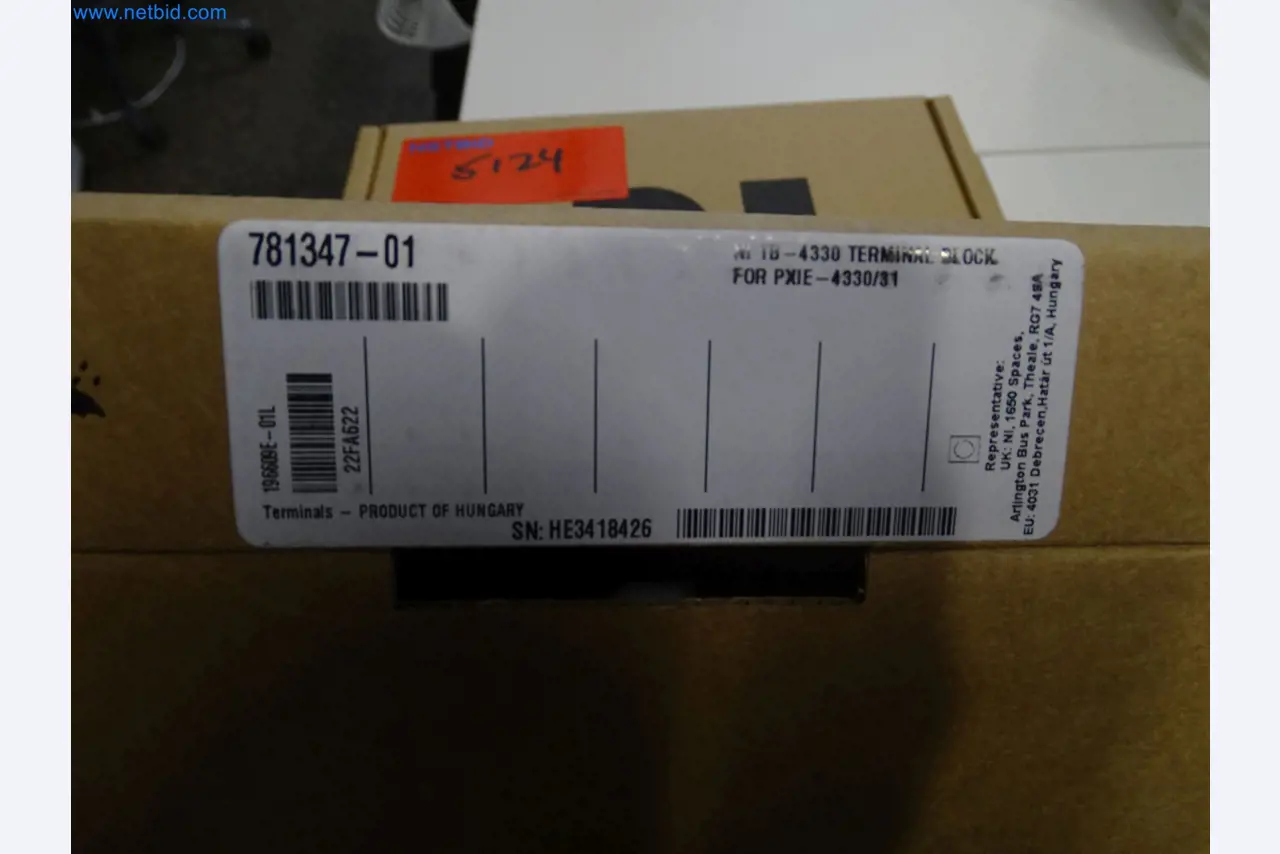 www.netbid.com
NETBID
5124
781347-01
NI TB-4330 TERMINAL BLOCK
FOR PXIE-4330/31
196609E-01L
22FA622
Terminals - PRODUCT OF HUNGARY
SN: HE3418426
Representative:
UK: NI, 1650 Spaces,
Arlington Bus Park, Theale, RG7 4SA
EU: 4031 Debrecen,Határ út 1/A, Hungary